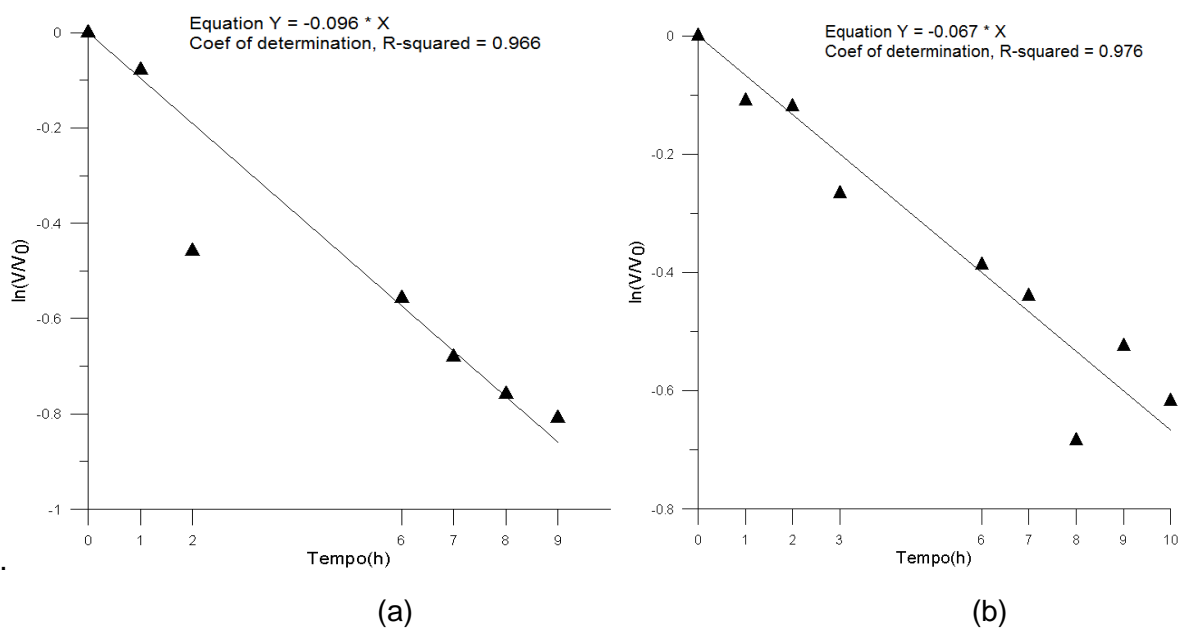 Equation Y = -0.096 * X
Coef of determination, R-squared = 0.966
0
-0.2
-0.4
-0.6
-0.8
-1
ln(V/V0)
0 1 2 6 7 8 9
Tempo(h)
(a)
Equation Y = -0.067 * X
Coef of determination, R-squared = 0.976
0
-0.2
-0.4
-0.6
-0.8
ln(V/V0)
0 1 2 3 6 7 8 9 10
Tempo(h)
(b)
.